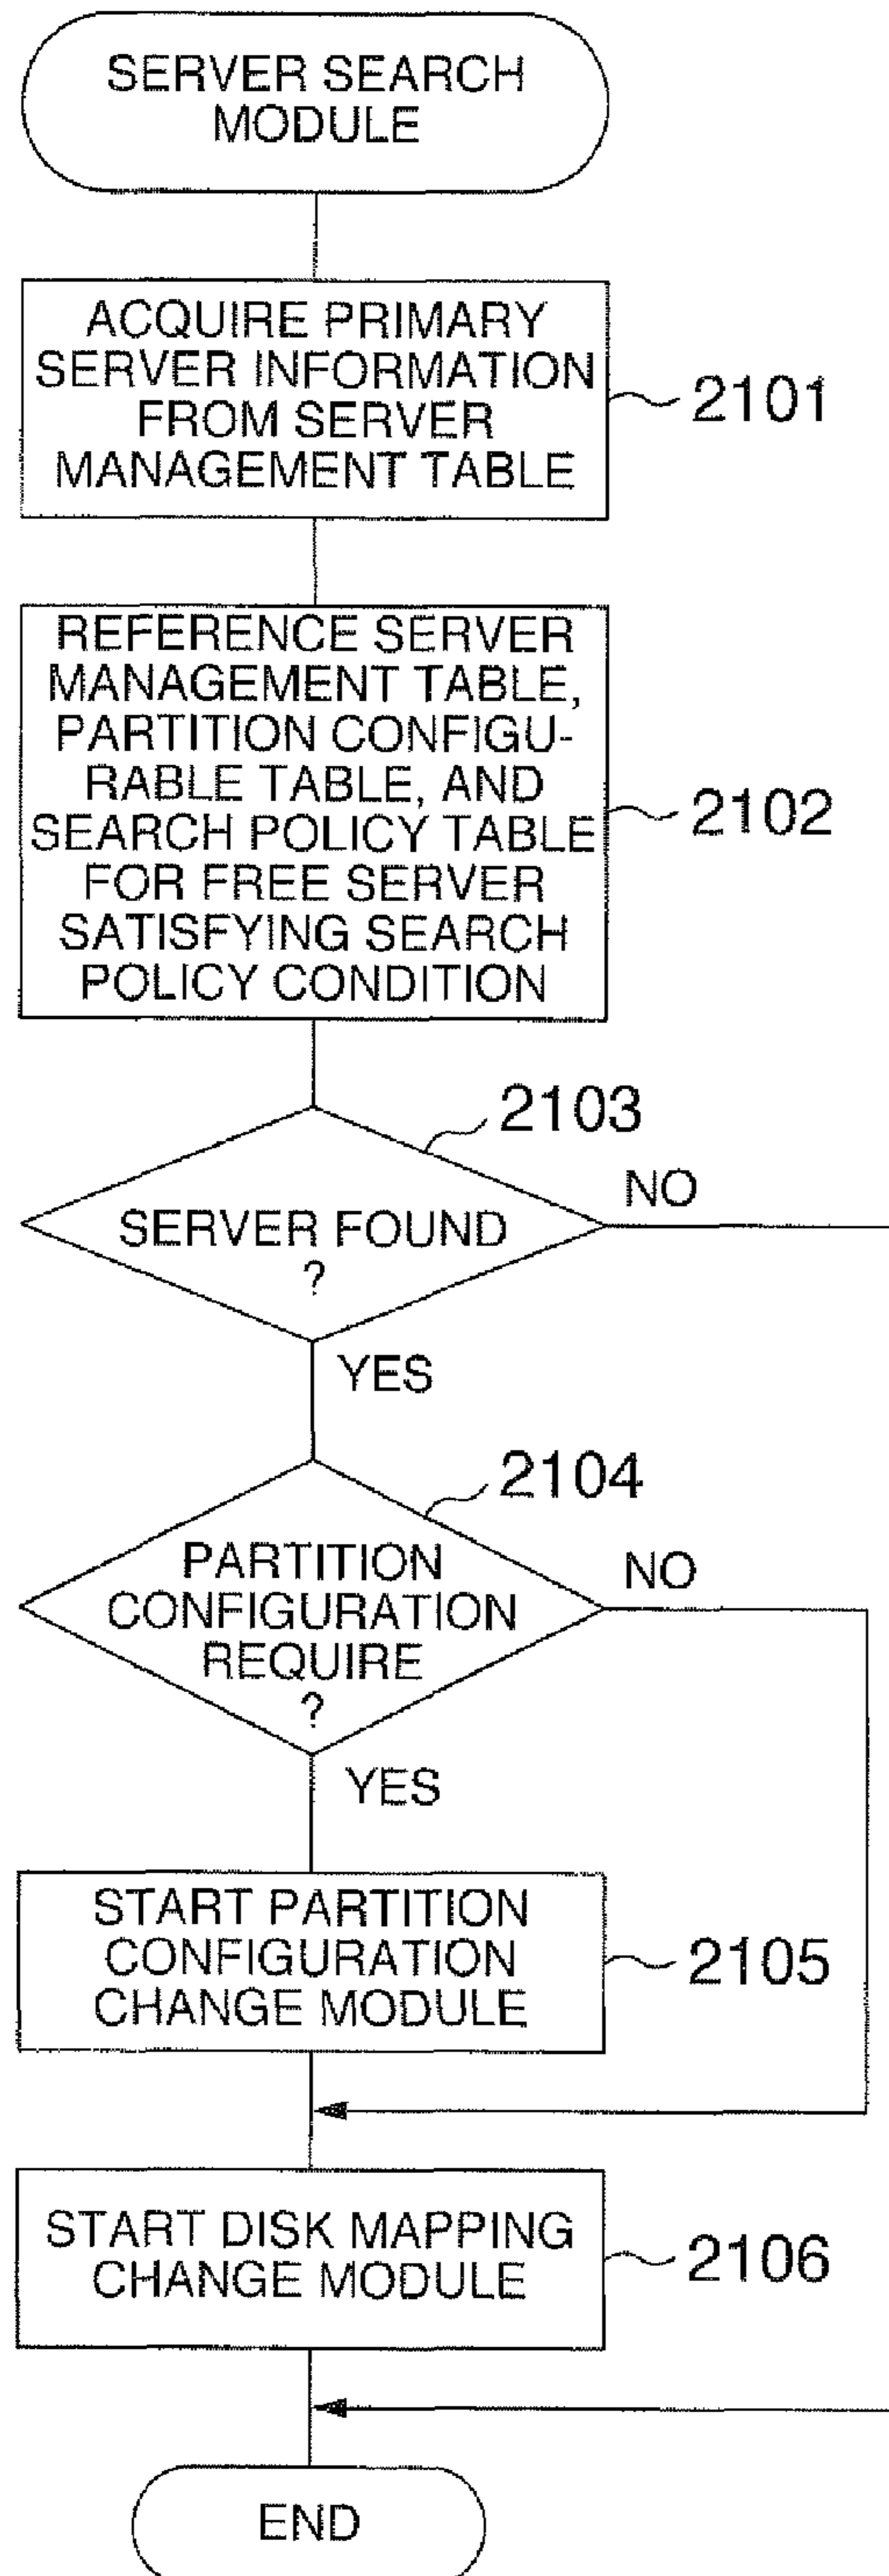 SERVER SEARCH
MODULE
ACQUIRE PRIMARY
SERVER INFORMATION
FROM SERVER
MANAGEMENT TABLE
2101
REFERENCE SERVER
MANAGEMENT TABLE,
PARTITION CONFIGU-
RABLE TABLE, AND
SEARCH POLICY TABLE
FOR FREE SERVER
SATISFYING SEARCH
POLICY CONDITION
2102
2103
SERVER FOUND
?
NO
YES
2104
PARTITION
CONFIGURATION
REQUIRE
?
NO
YES
START PARTITION
CONFIGURATION
CHANGE MODULE
2105
START DISK MAPPING
CHANGE MODULE
2106
END